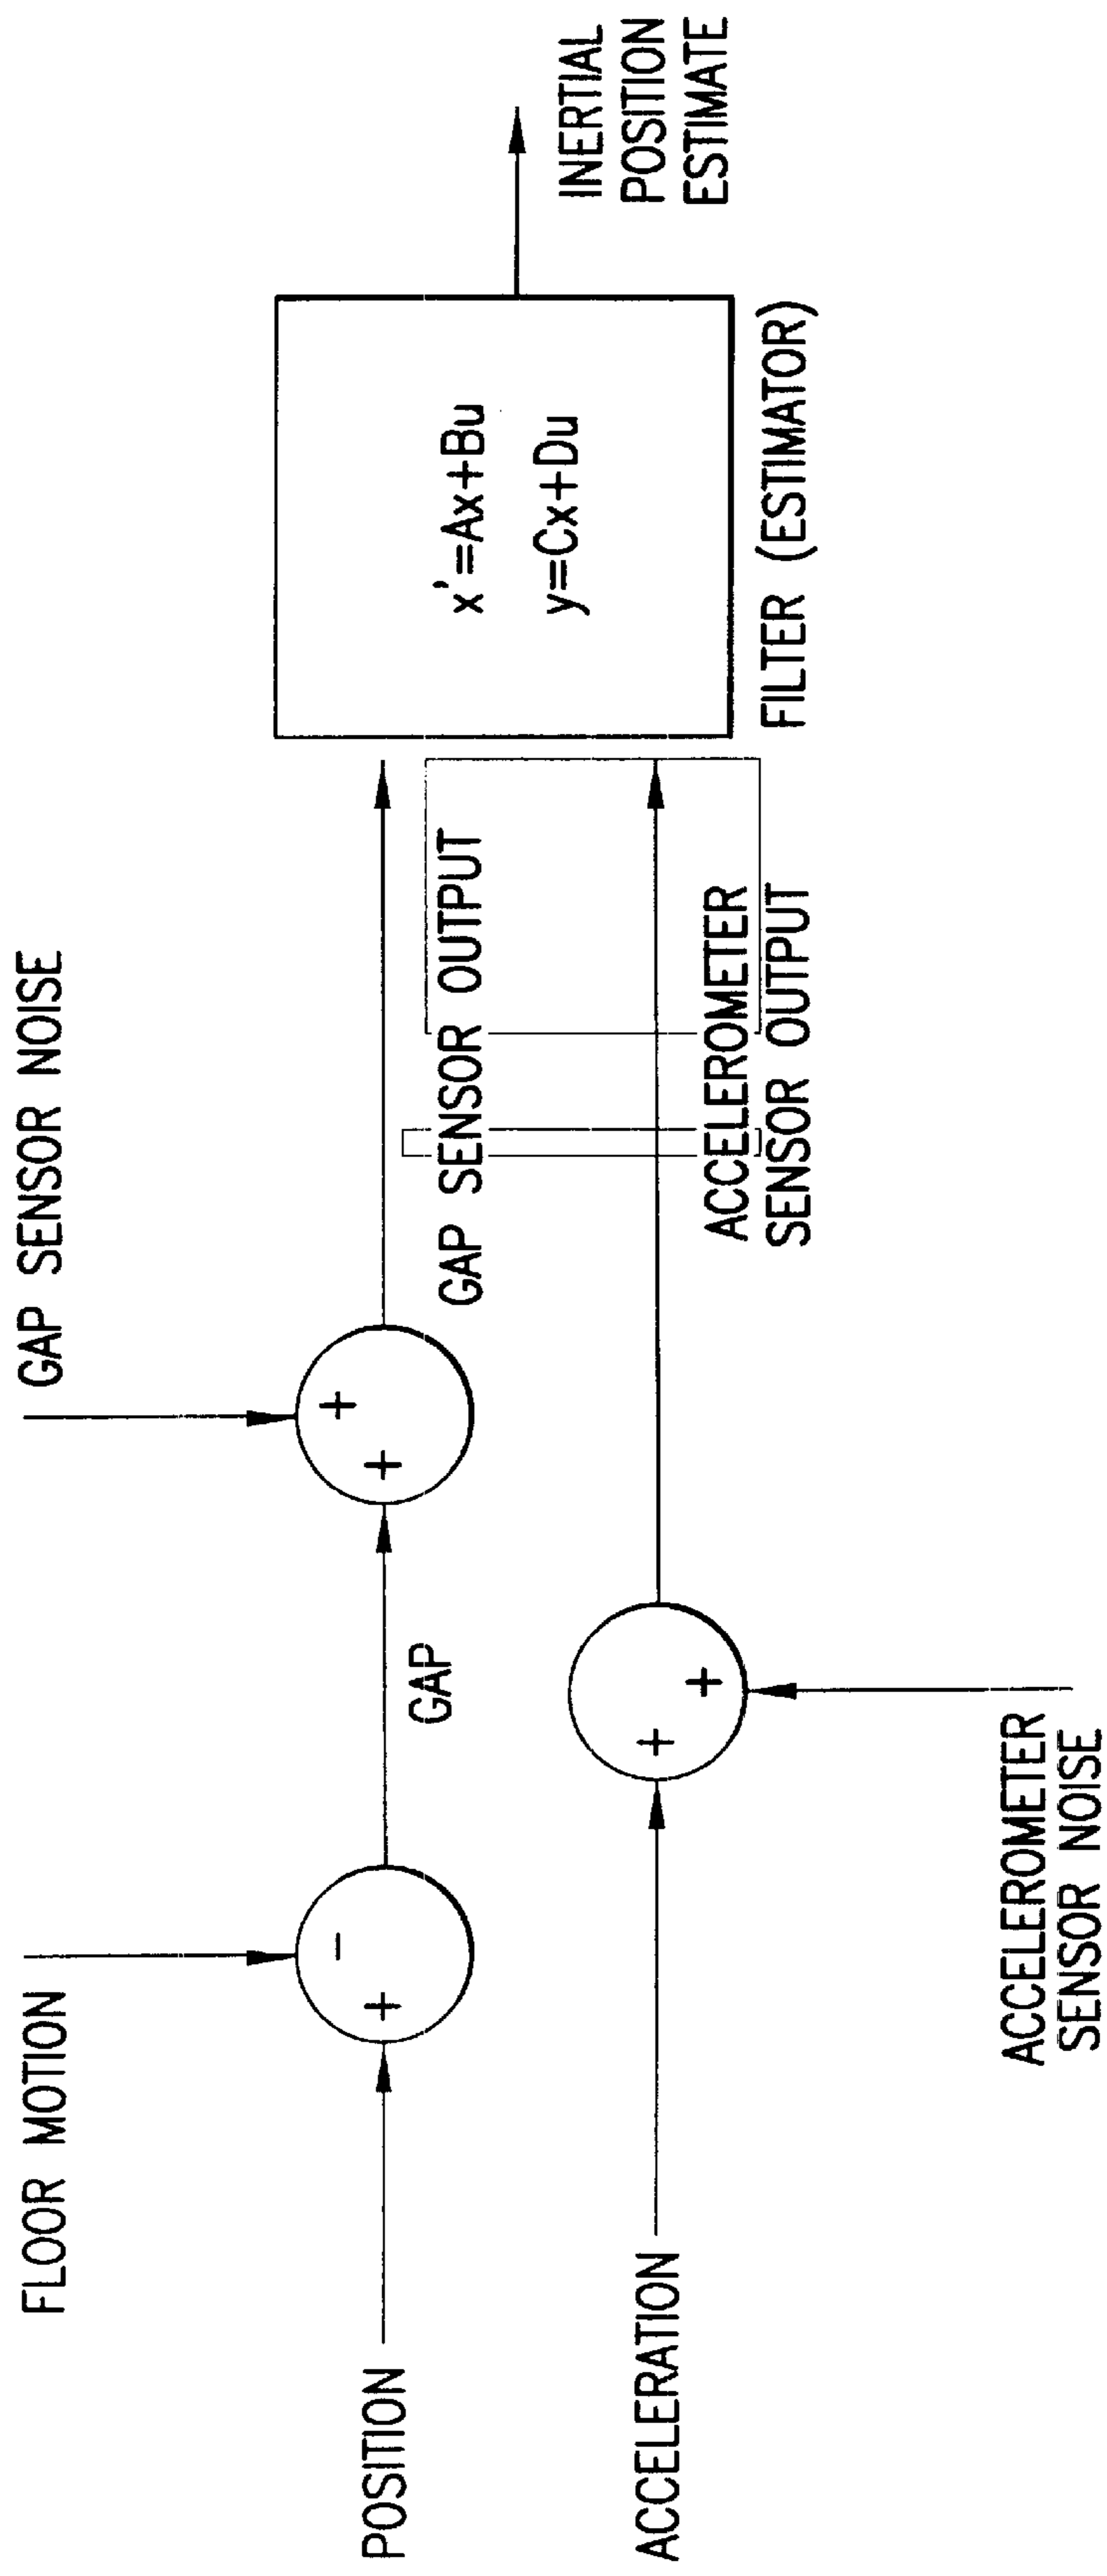 FLOOR MOTION
GAP SENSOR NOISE
POSITION
+
-
GAP
+
+
GAP SENSOR OUTPUT
x'=Ax+Bu
y=Cx+Du
FILTER (ESTIMATOR)
INERTIAL
POSITION
ESTIMATE
ACCELERATION
+
+
ACCELEROMETER
SENSOR OUTPUT
ACCELEROMETER
SENSOR NOISE